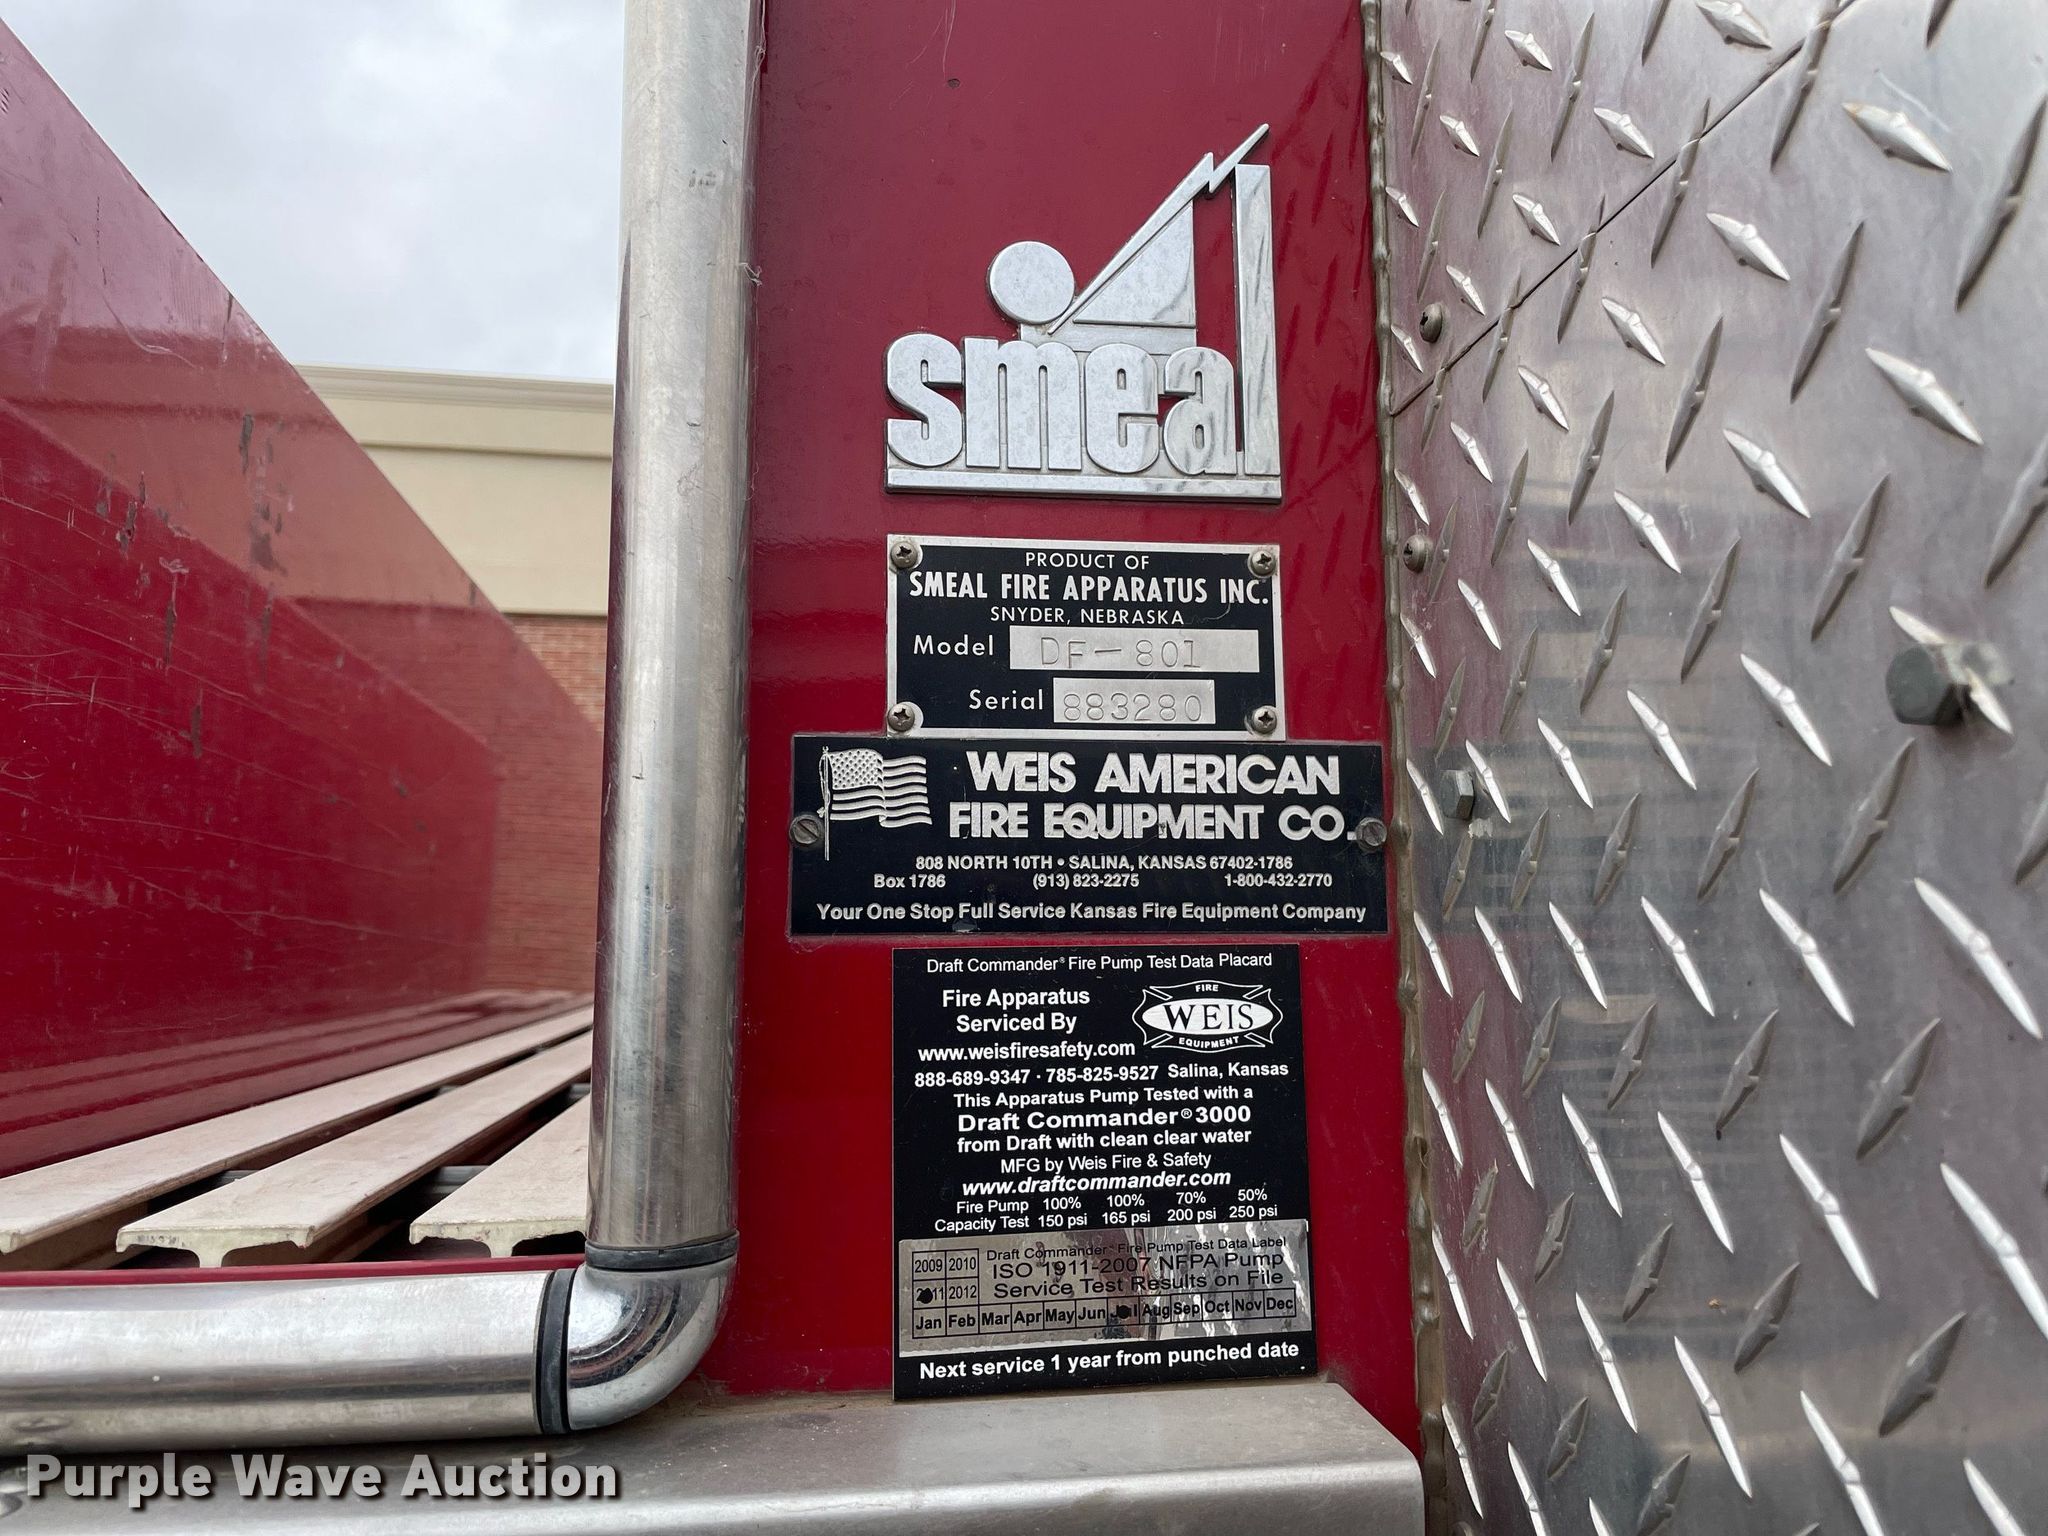 smeal
PRODUCT OF
SMEAL FIRE APPARATUS INC.
SNYDER, NEBRASKA
Model DF-801
Serial 883280
WEIS AMERICAN
FIRE EQUIPMENT CO.
808 NORTH 10TH • SALINA, KANSAS 67402-1786
Box 1786 (913) 823-2275 1-800-432-2770
Your One Stop Full Service Kansas Fire Equipment Company
Draft Commander® Fire Pump Test Data Placard
Fire Apparatus
Serviced By
FIRE
WEIS
EQUIPMENT
www.weisfiresafety.com
888-689-9347 · 785-825-9527 Salina, Kansas
This Apparatus Pump Tested with a
Draft Commander® 3000
from Draft with clean clear water
MFG by Weis Fire & Safety
www.draftcommander.com
Fire Pump 100% 100% 70% 50%
Capacity Test 150 psi 165 psi 200 psi 250 psi
Draft Commander® Fire Pump Test Data Label
2009 2010 ISO 1911-2007 NFPA Pump
2011 2012 Service Test Results on File
Jan Feb Mar Apr May Jun Jul Aug Sep Oct Nov Dec
Next service 1 year from punched date
Purple Wave Auction